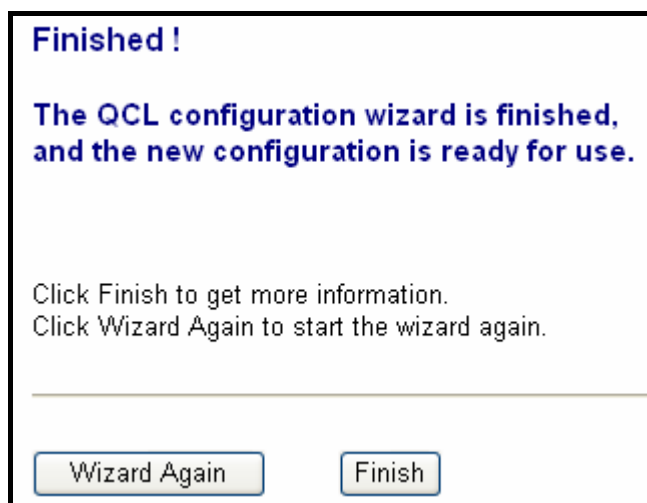 Finished !
The QCL configuration wizard is finished,
and the new configuration is ready for use.
Click Finish to get more information.
Click Wizard Again to start the wizard again.
Wizard Again
Finish